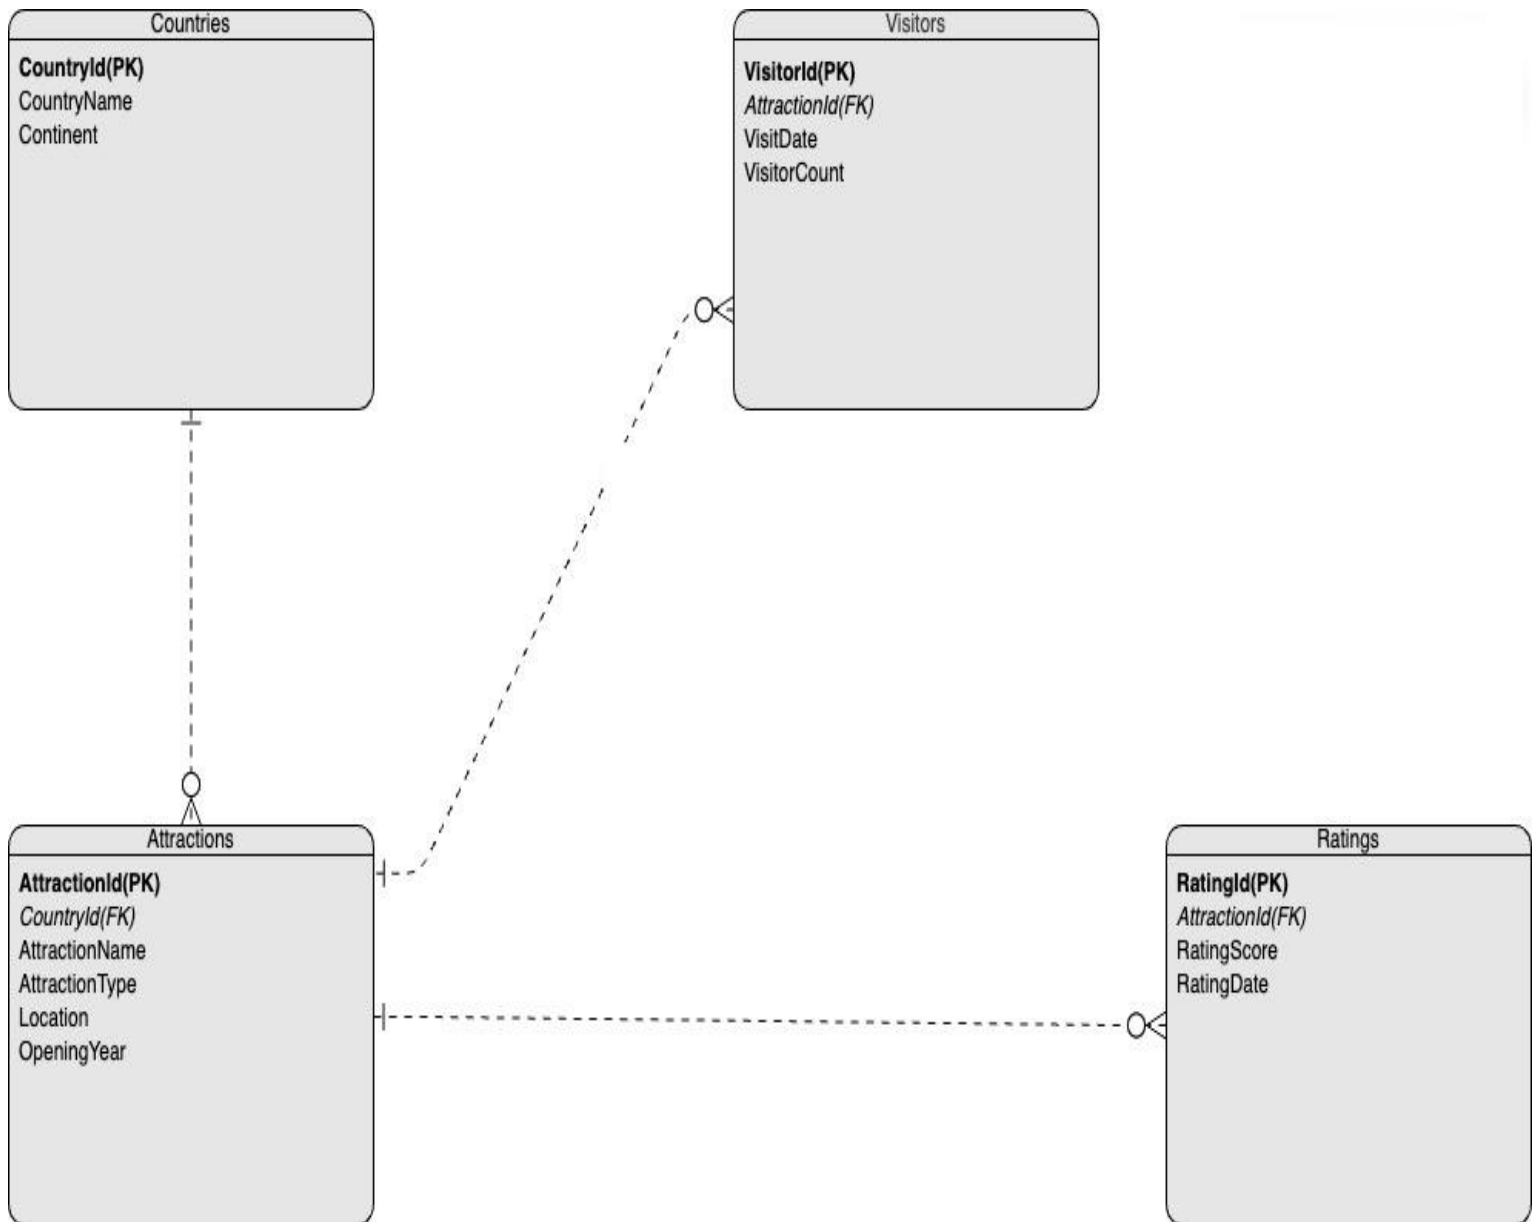 Countries
CountryId(PK)
CountryName
Continent
Visitors
VisitorId(PK)
AttractionId(FK)
VisitDate
VisitorCount
Attractions
AttractionId(PK)
CountryId(FK)
AttractionName
AttractionType
Location
OpeningYear
Ratings
RatingId(PK)
AttractionId(FK)
RatingScore
RatingDate